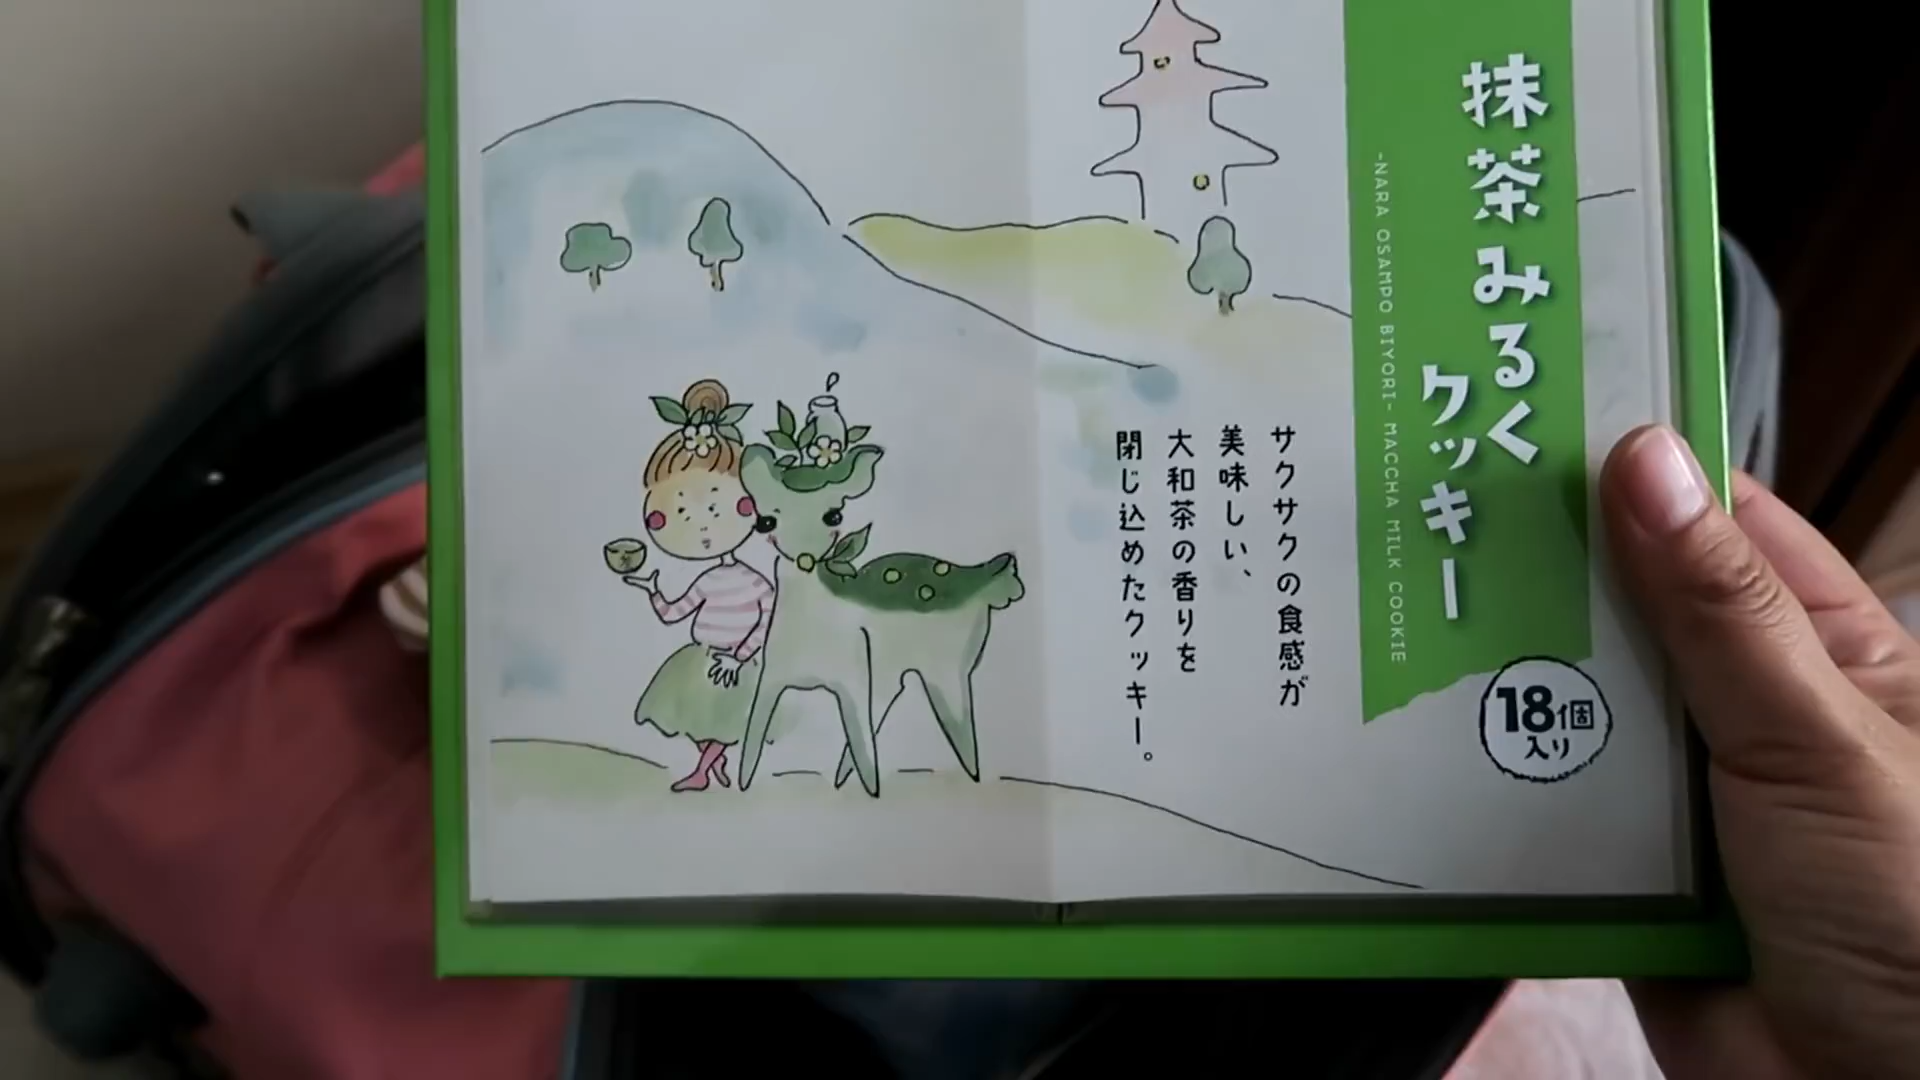 抹茶みるく
クッキー
-NARA OSAMPO BIYORI- MACCHA MILK COOKIE
18個
入り
サクサクの食感が
美味しい、
大和茶の香りを
閉じ込めたクッキー。